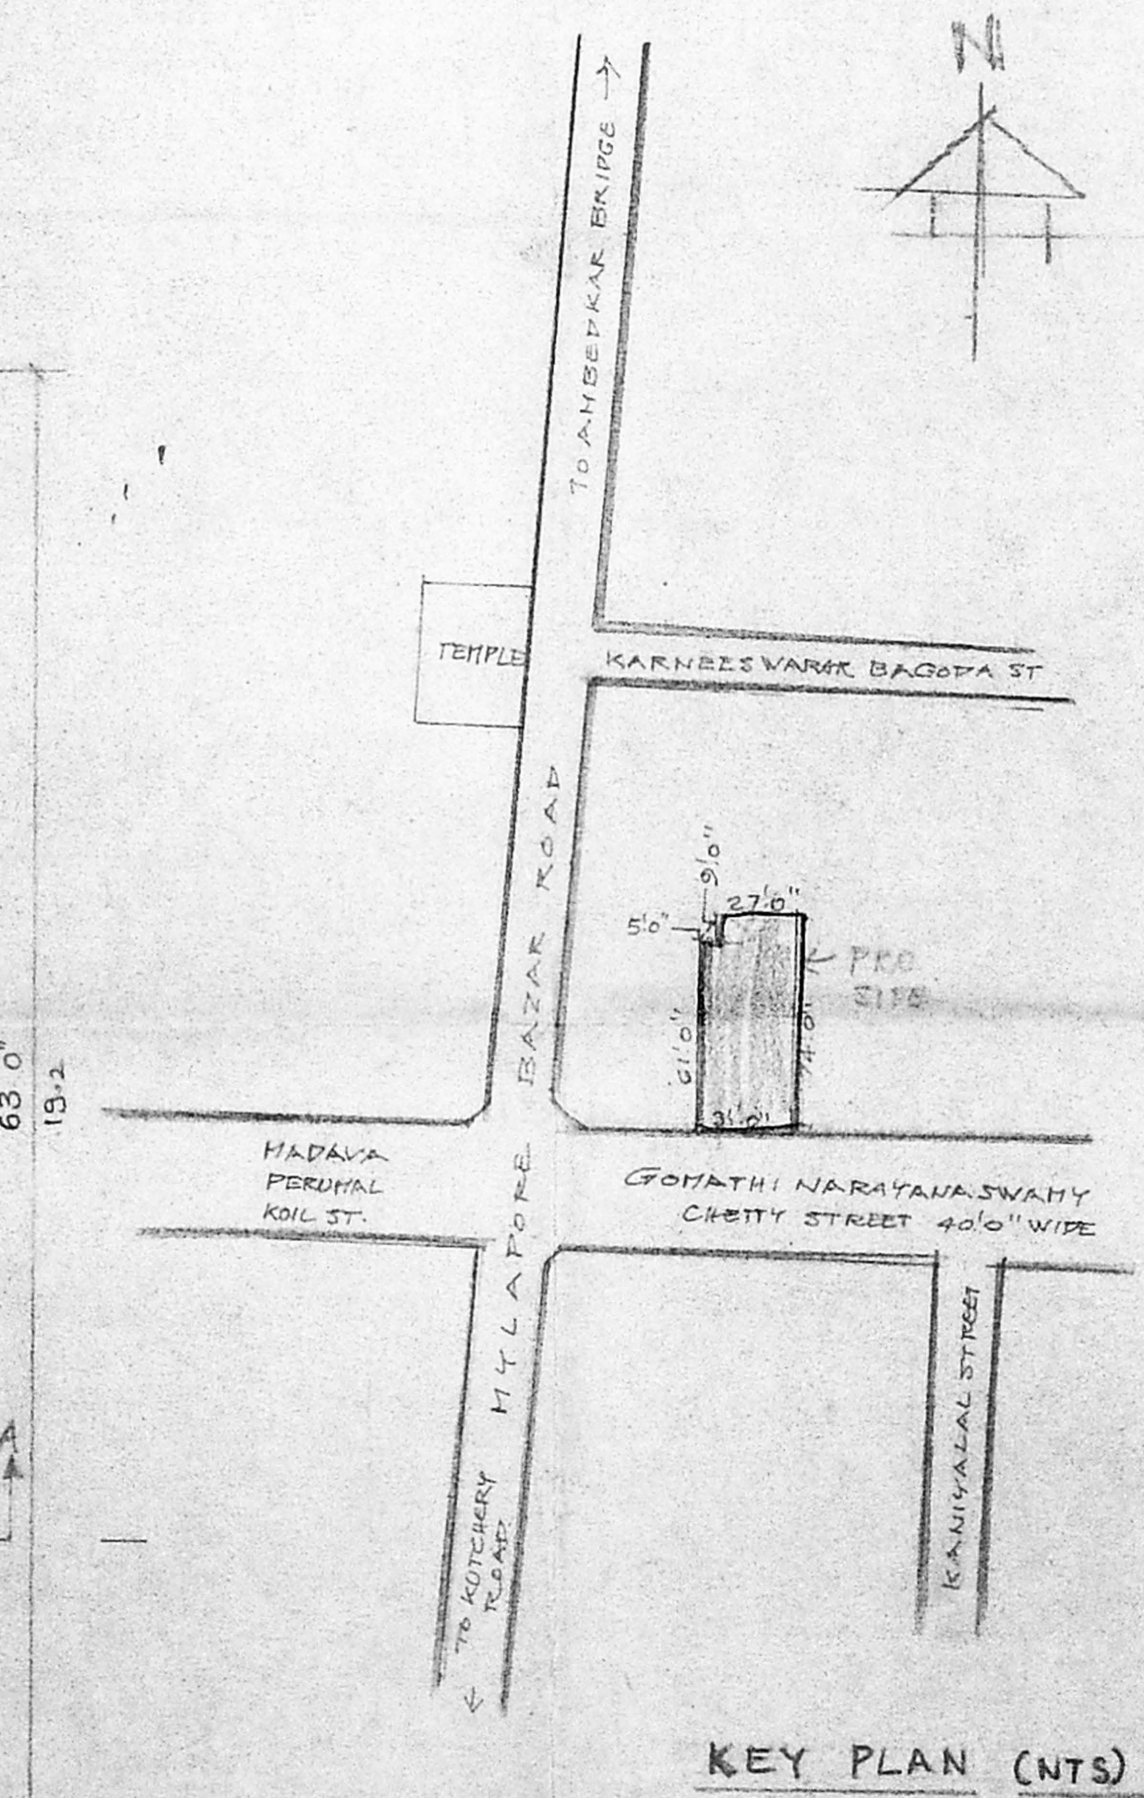 N
TO AMBEDKAR BRIDGE →
TEMPLE
KARNEESWARAR BAGODA ST
MYLAPORE BAZAR ROAD
9'.0"
27'.0"
5'.0"
← PRO
SITE
61'.0"
74'.0"
31'.0"
63'.0"
19.2
MADAVA
PERUMAL
KOIL ST.
GOMATHI NARAYANASWAMY
CHETTY STREET 40'.0" WIDE
KANIYALAL STREET
A
← TO KUTCHERY
ROAD
KEY PLAN (NTS)